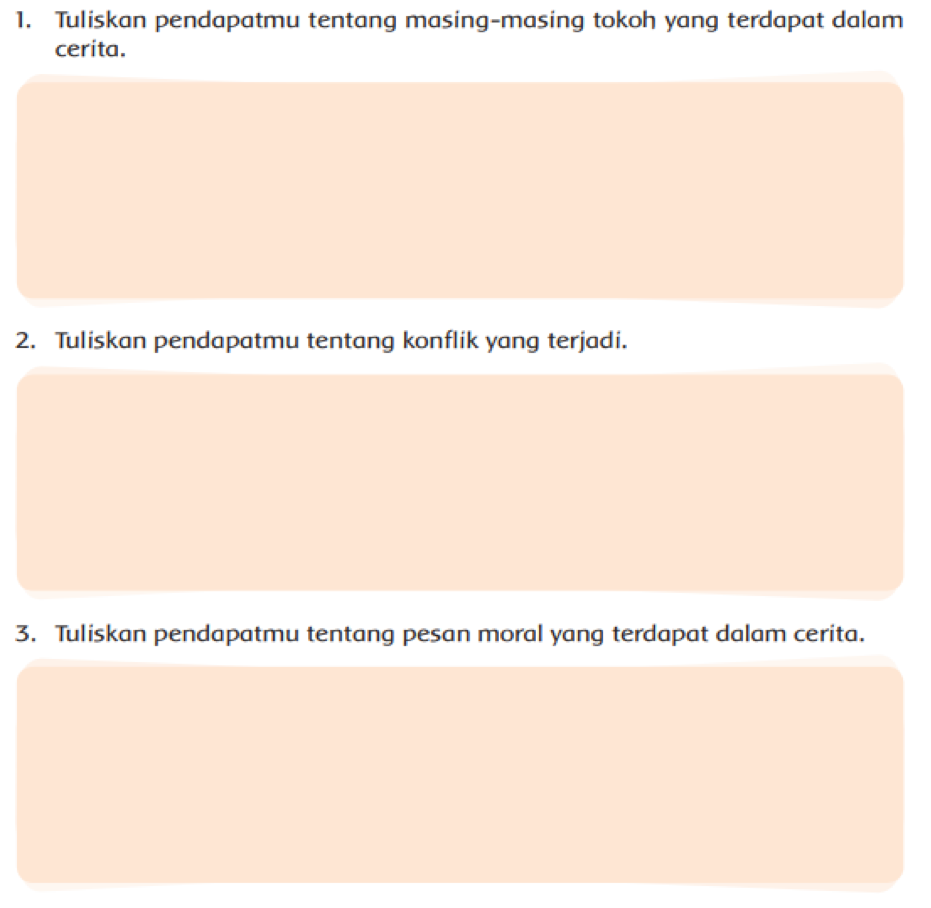 1. Tuliskan pendapatmu tentang masing-masing tokoh yang terdapat dalam
cerita.
2. Tuliskan pendapatmu tentang konflik yang terjadi.
3. Tuliskan pendapatmu tentang pesan moral yang terdapat dalam cerita.